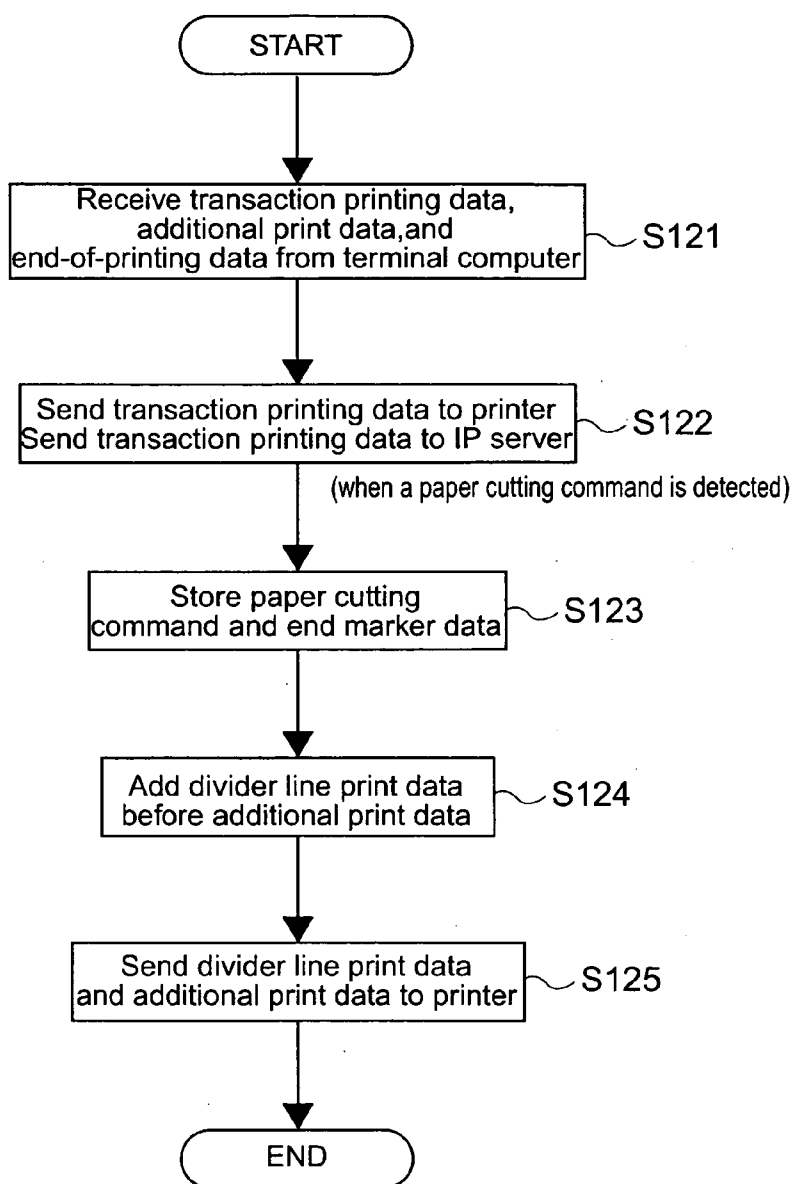 START
Receive transaction printing data,
additional print data,and
end-of-printing data from terminal computer
S121
Send transaction printing data to printer
Send transaction printing data to IP server
S122
(when a paper cutting command is detected)
Store paper cutting
command and end marker data
S123
Add divider line print data
before additional print data
S124
Send divider line print data
and additional print data to printer
S125
END